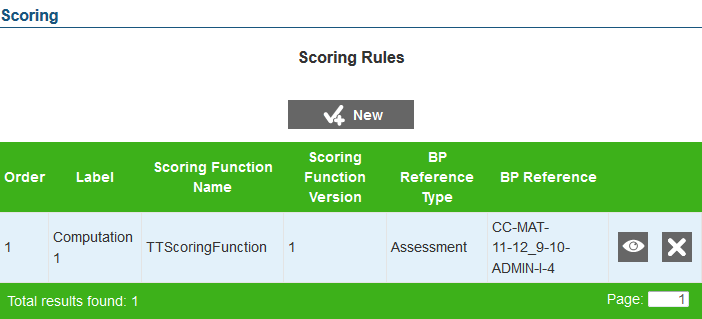 Scoring
Scoring Rules
New
Order Label Scoring Function Name Scoring Function Version BP Reference Type BP Reference
1 Computation 1 TTScoringFunction 1 Assessment CC-MAT-11-12_9-10-ADMIN-I-4
Total results found: 1 Page: 1